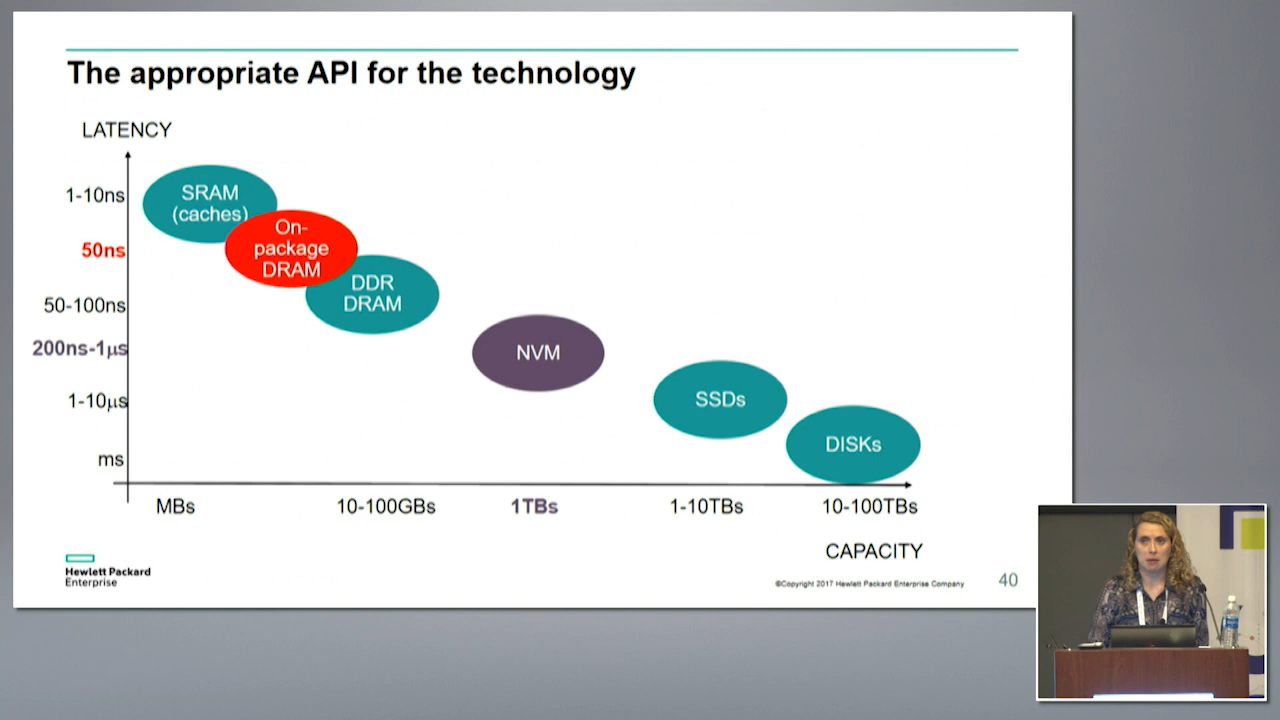 The appropriate API for the technology
LATENCY
1-10ns
SRAM
(caches)
50ns
On-
package
DRAM
50-100ns
DDR
DRAM
200ns-1μs
NVM
1-10μs
SSDs
ms
DISKs
MBs
10-100GBs
1TBs
1-10TBs
10-100TBs
CAPACITY
Hewlett Packard
Enterprise
©Copyright 2017 Hewlett Packard Enterprise Company
40